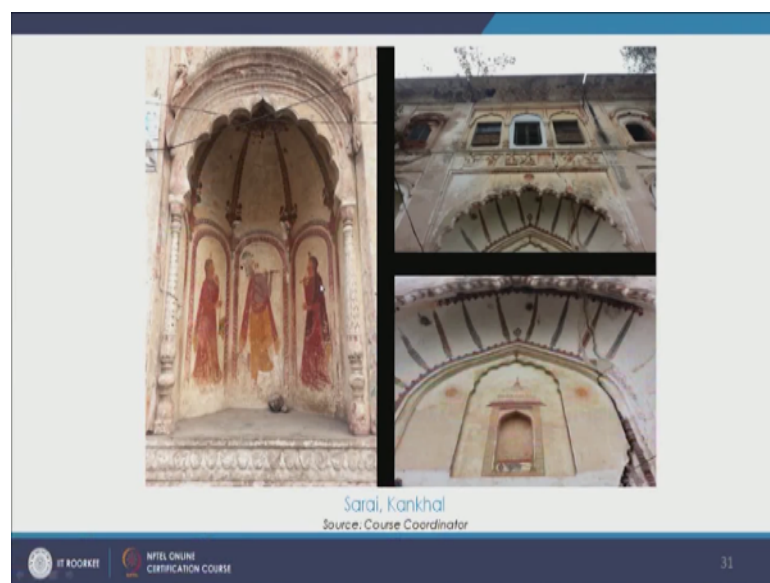 Sarai, Kankhal
Source: Course Coordinator
IIT ROORKEE
NPTEL ONLINE
CERTIFICATION COURSE
31